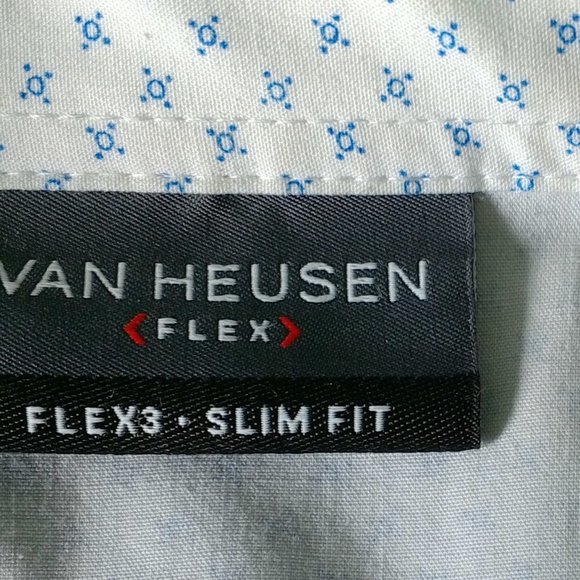 VAN HEUSEN
<FLEX>
FLEX3 • SLIM FIT